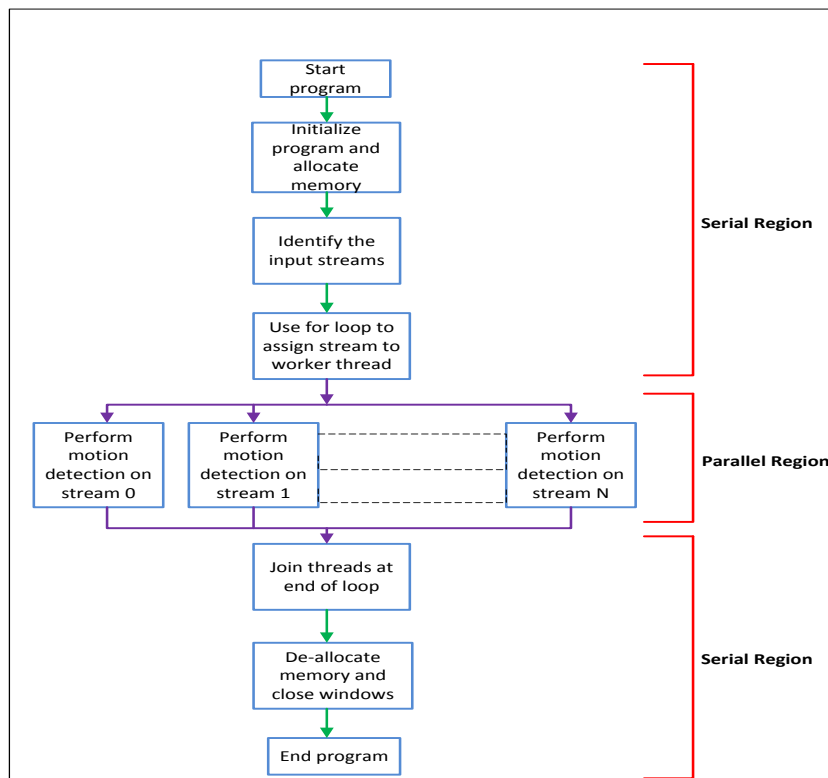 Start
program
Initialize
program and
allocate
memory
Identify the
input streams
Serial Region
Use for loop to
assign stream to
worker thread
Perform
motion
detection on
stream 0
Perform
motion
detection on
stream 1
Perform
motion
detection on
stream N
Parallel Region
Join threads at
end of loop
De-allocate
memory and
close windows
Serial Region
End program